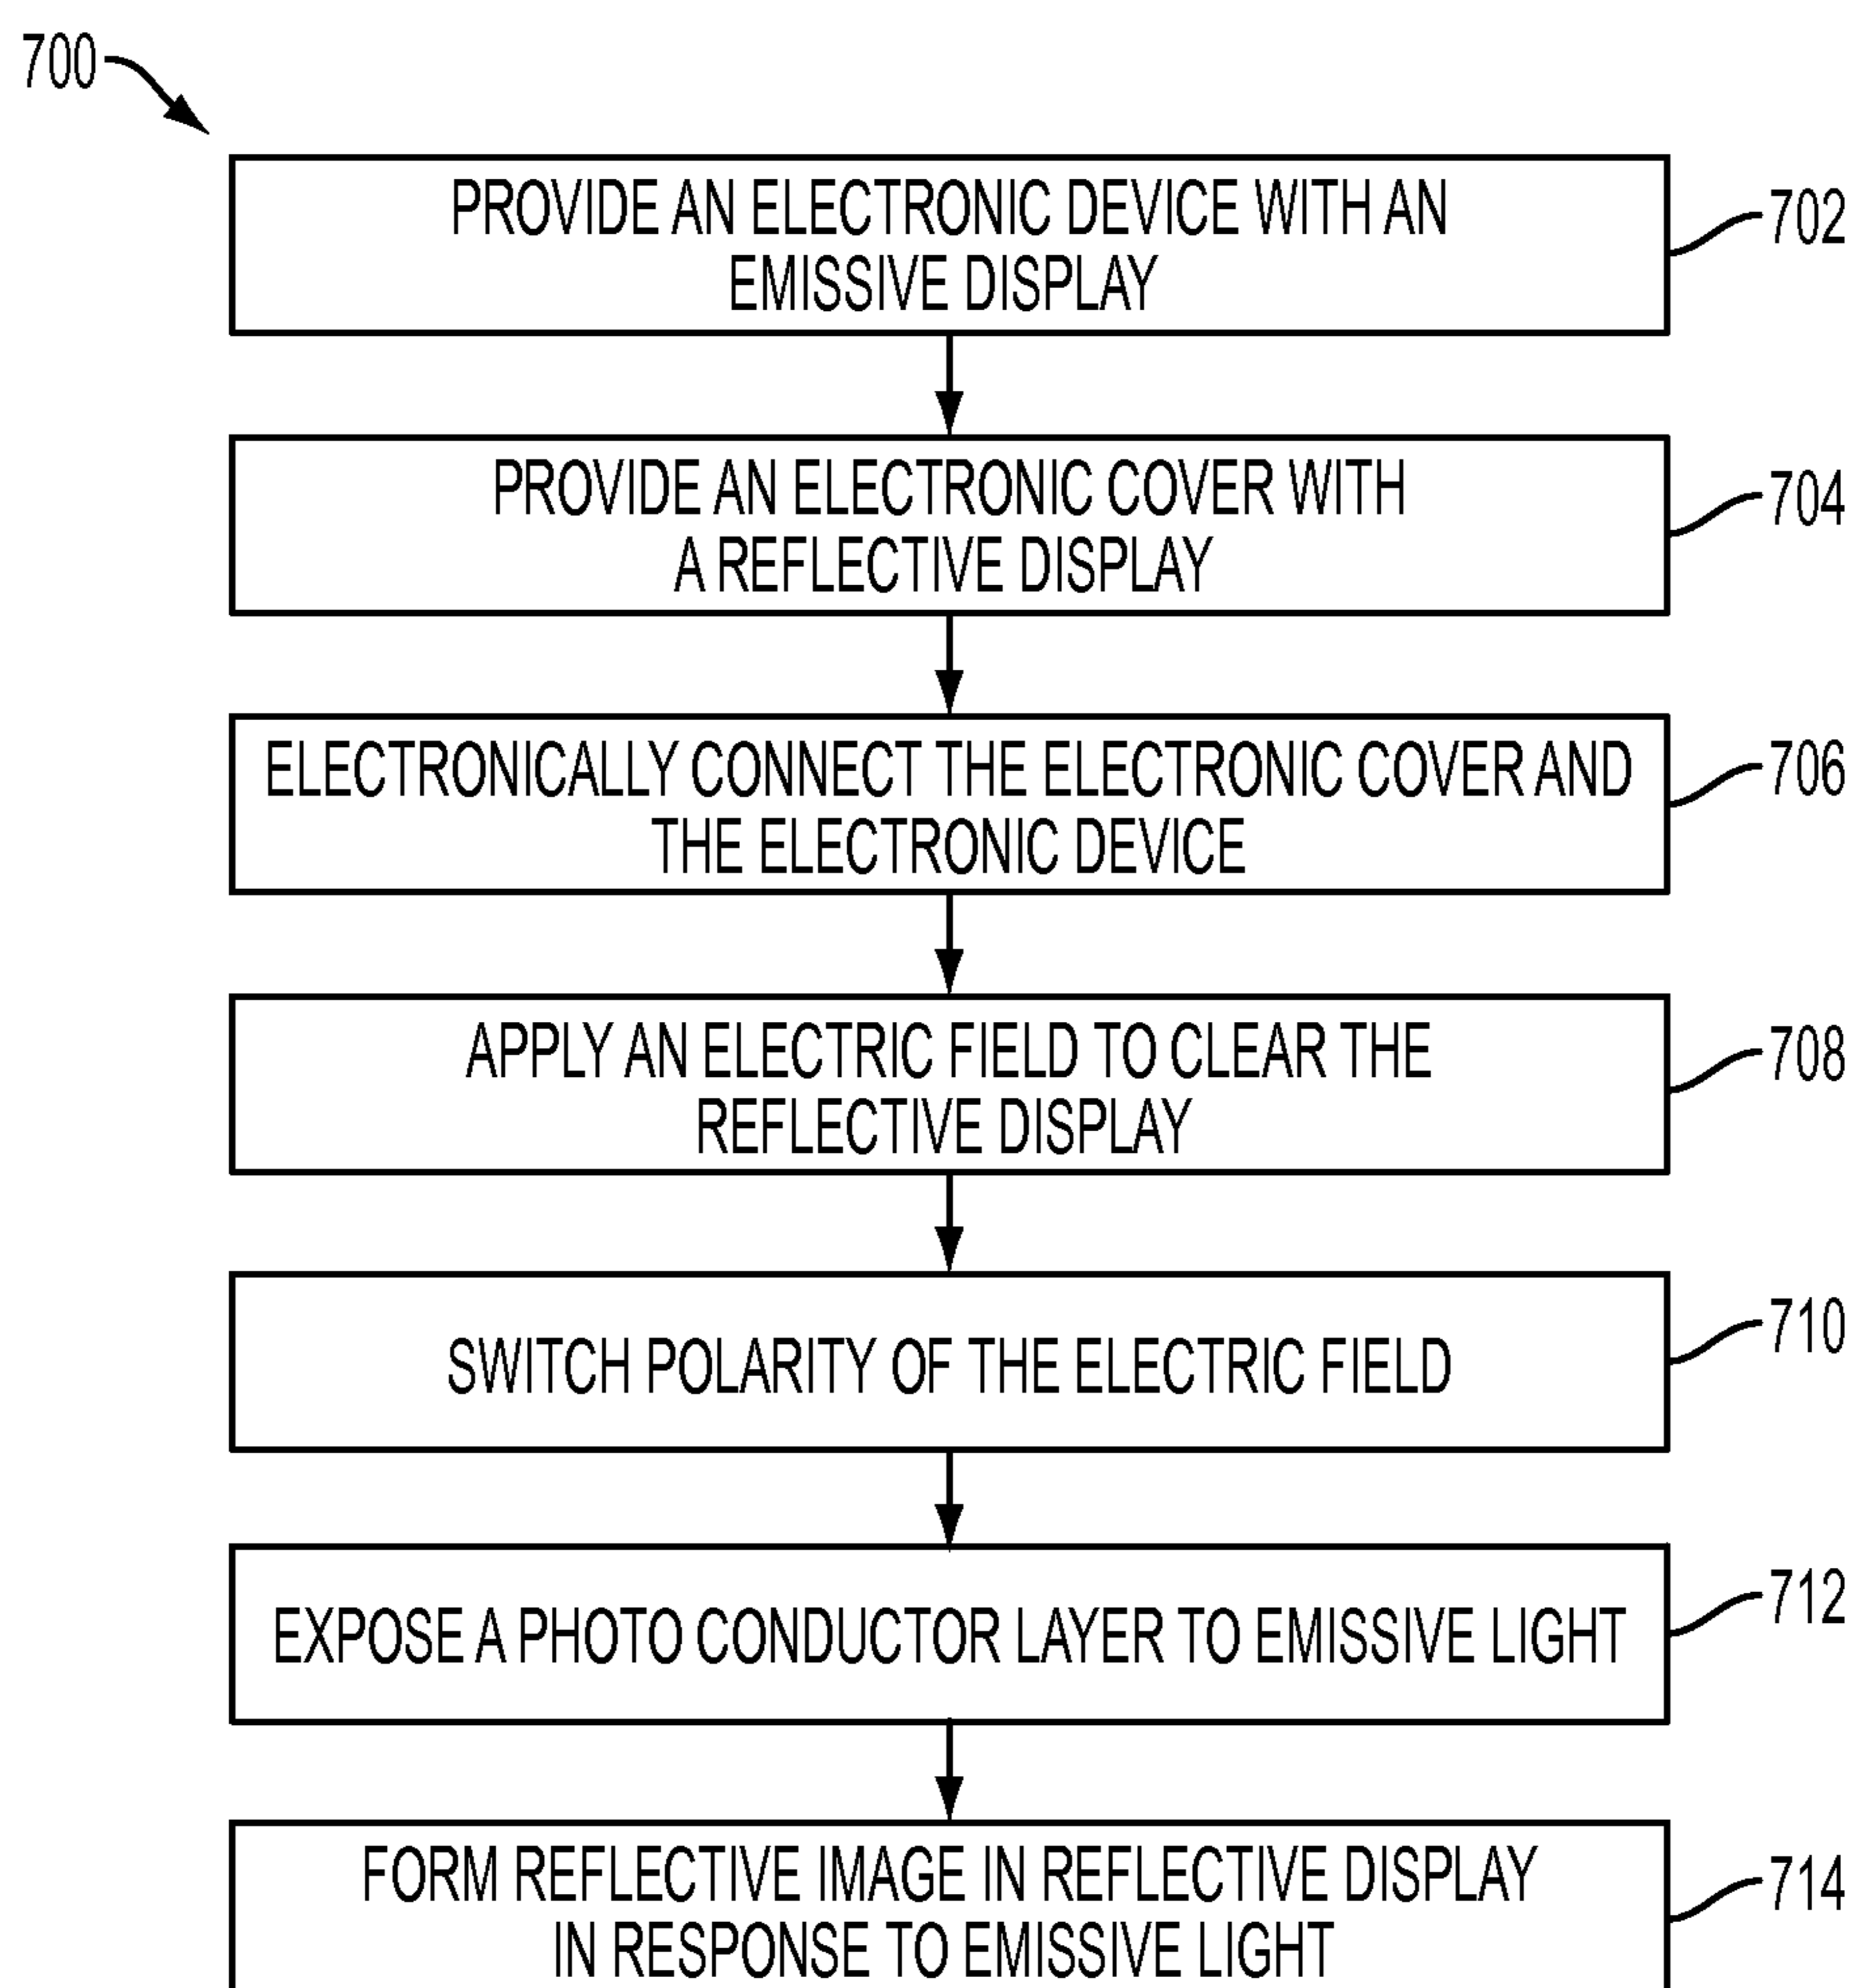 700
PROVIDE AN ELECTRONIC DEVICE WITH AN
EMISSIVE DISPLAY
702
PROVIDE AN ELECTRONIC COVER WITH
A REFLECTIVE DISPLAY
704
ELECTRONICALLY CONNECT THE ELECTRONIC COVER AND
THE ELECTRONIC DEVICE
706
APPLY AN ELECTRIC FIELD TO CLEAR THE
REFLECTIVE DISPLAY
708
SWITCH POLARITY OF THE ELECTRIC FIELD
710
EXPOSE A PHOTO CONDUCTOR LAYER TO EMISSIVE LIGHT
712
FORM REFLECTIVE IMAGE IN REFLECTIVE DISPLAY
IN RESPONSE TO EMISSIVE LIGHT
714